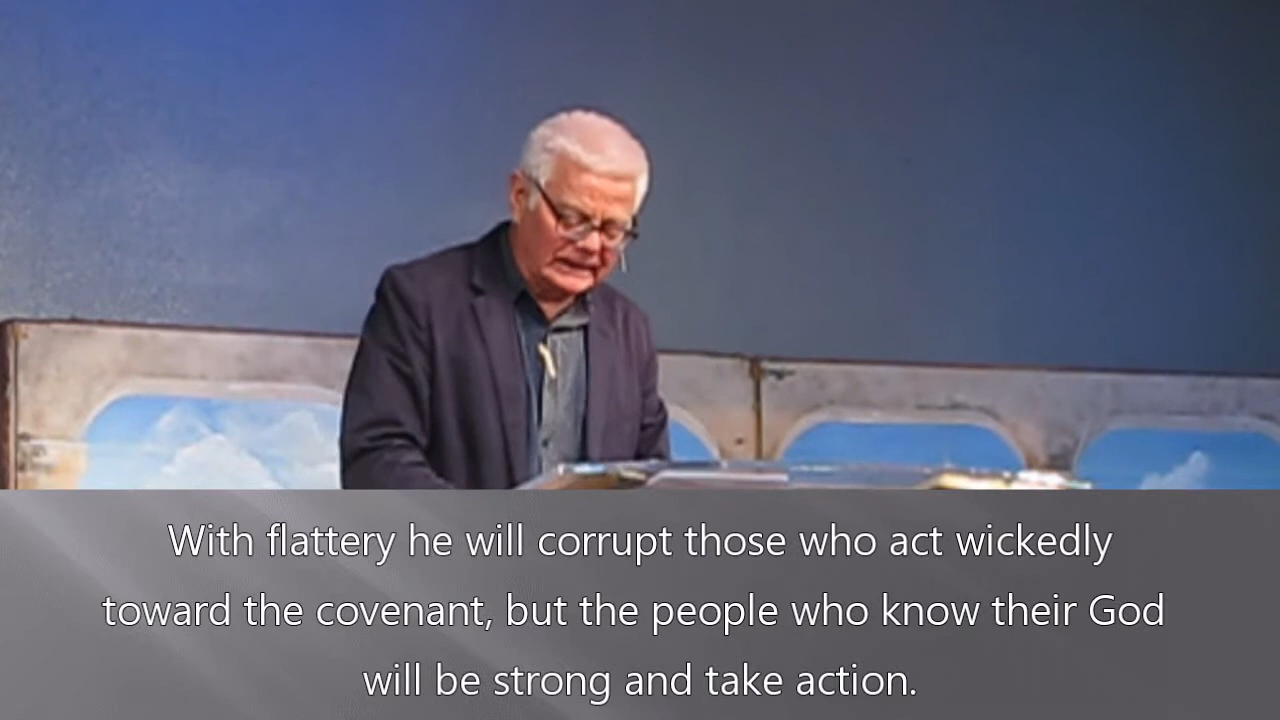 With flattery he will corrupt those who act wickedly
toward the covenant, but the people who know their God
will be strong and take action.